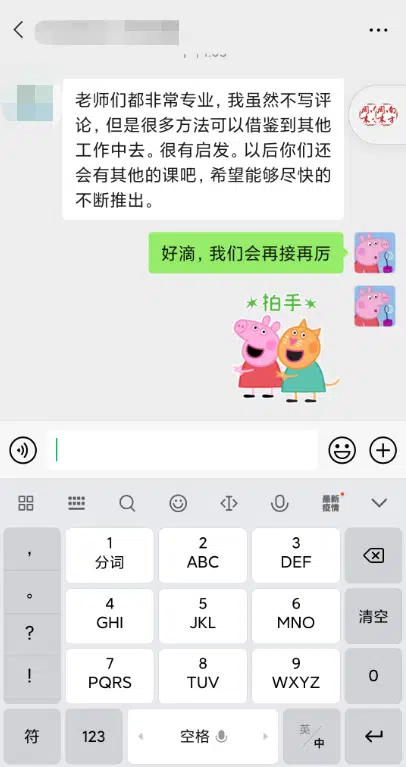 老师们都非常专业，我虽然不写评
论，但是很多方法可以借鉴到其他
工作中去。很有启发。以后你们还
会有其他的课吧，希望能够尽快的
不断推出。
好滴，我们会再接再厉
拍手
最新
疫情
，
1
分词
2
ABC
3
DEF
。
4
GHI
5
JKL
6
MNO
清空
？
！
7
PQRS
8
TUV
9
WXYZ
0
符
123
空格
英/中